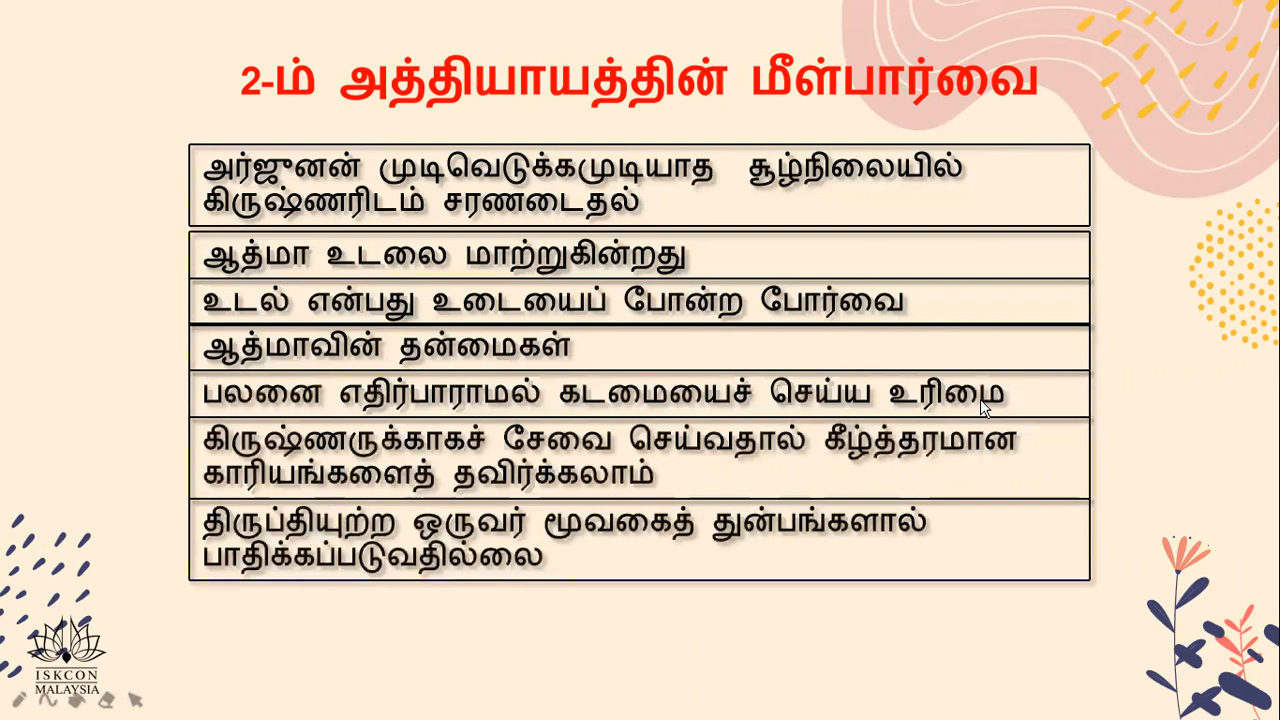 2-ம் அத்தியாயத்தின் மீள்பார்வை
அர்ஜுனன் முடிவெடுக்கமுடியாத சூழ்நிலையில்
கிருஷ்ணரிடம் சரணடைதல்
ஆத்மா உடலை மாற்றுகின்றது
உடல் என்பது உடையைப் போன்ற போர்வை
ஆத்மாவின் தன்மைகள்
பலனை எதிர்பாராமல் கடமையைச் செய்ய உரிமை
கிருஷ்ணருக்காகச் சேவை செய்வதால் கீழ்த்தரமான
காரியங்களைத் தவிர்க்கலாம்
திருப்தியுற்ற ஒருவர் மூவகைத் துன்பங்களால்
பாதிக்கப்படுவதில்லை
ISKCON
MALAYSIA